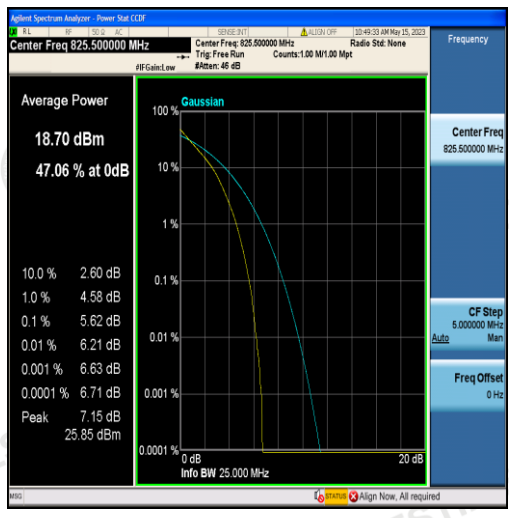 Agilent Spectrum Analyzer - Power Stat CCDF
RL RF 50 Ω AC SENSE:INT ALIGN OFF 10:49:33 AM May 15, 2023
Center Freq 825.500000 MHz
Center Freq: 825.500000 MHz Radio Std: None
Trig: Free Run Counts:1.00 M/1.00 Mpt
#IFGain:Low #Atten: 46 dB
Frequency
Average Power
18.70 dBm
47.06 % at 0dB
10.0 % 2.60 dB
1.0 % 4.58 dB
0.1 % 5.62 dB
0.01 % 6.21 dB
0.001 % 6.63 dB
0.0001 % 6.71 dB
Peak 7.15 dB
25.85 dBm
Gaussian
100 %
10 %
1 %
0.1 %
0.01 %
0.001 %
0.0001 %
0 dB 20 dB
Info BW 25.000 MHz
Center Freq
825.500000 MHz
CF Step
5.000000 MHz
Auto Man
Freq Offset
0 Hz
MSG STATUS Align Now, All required